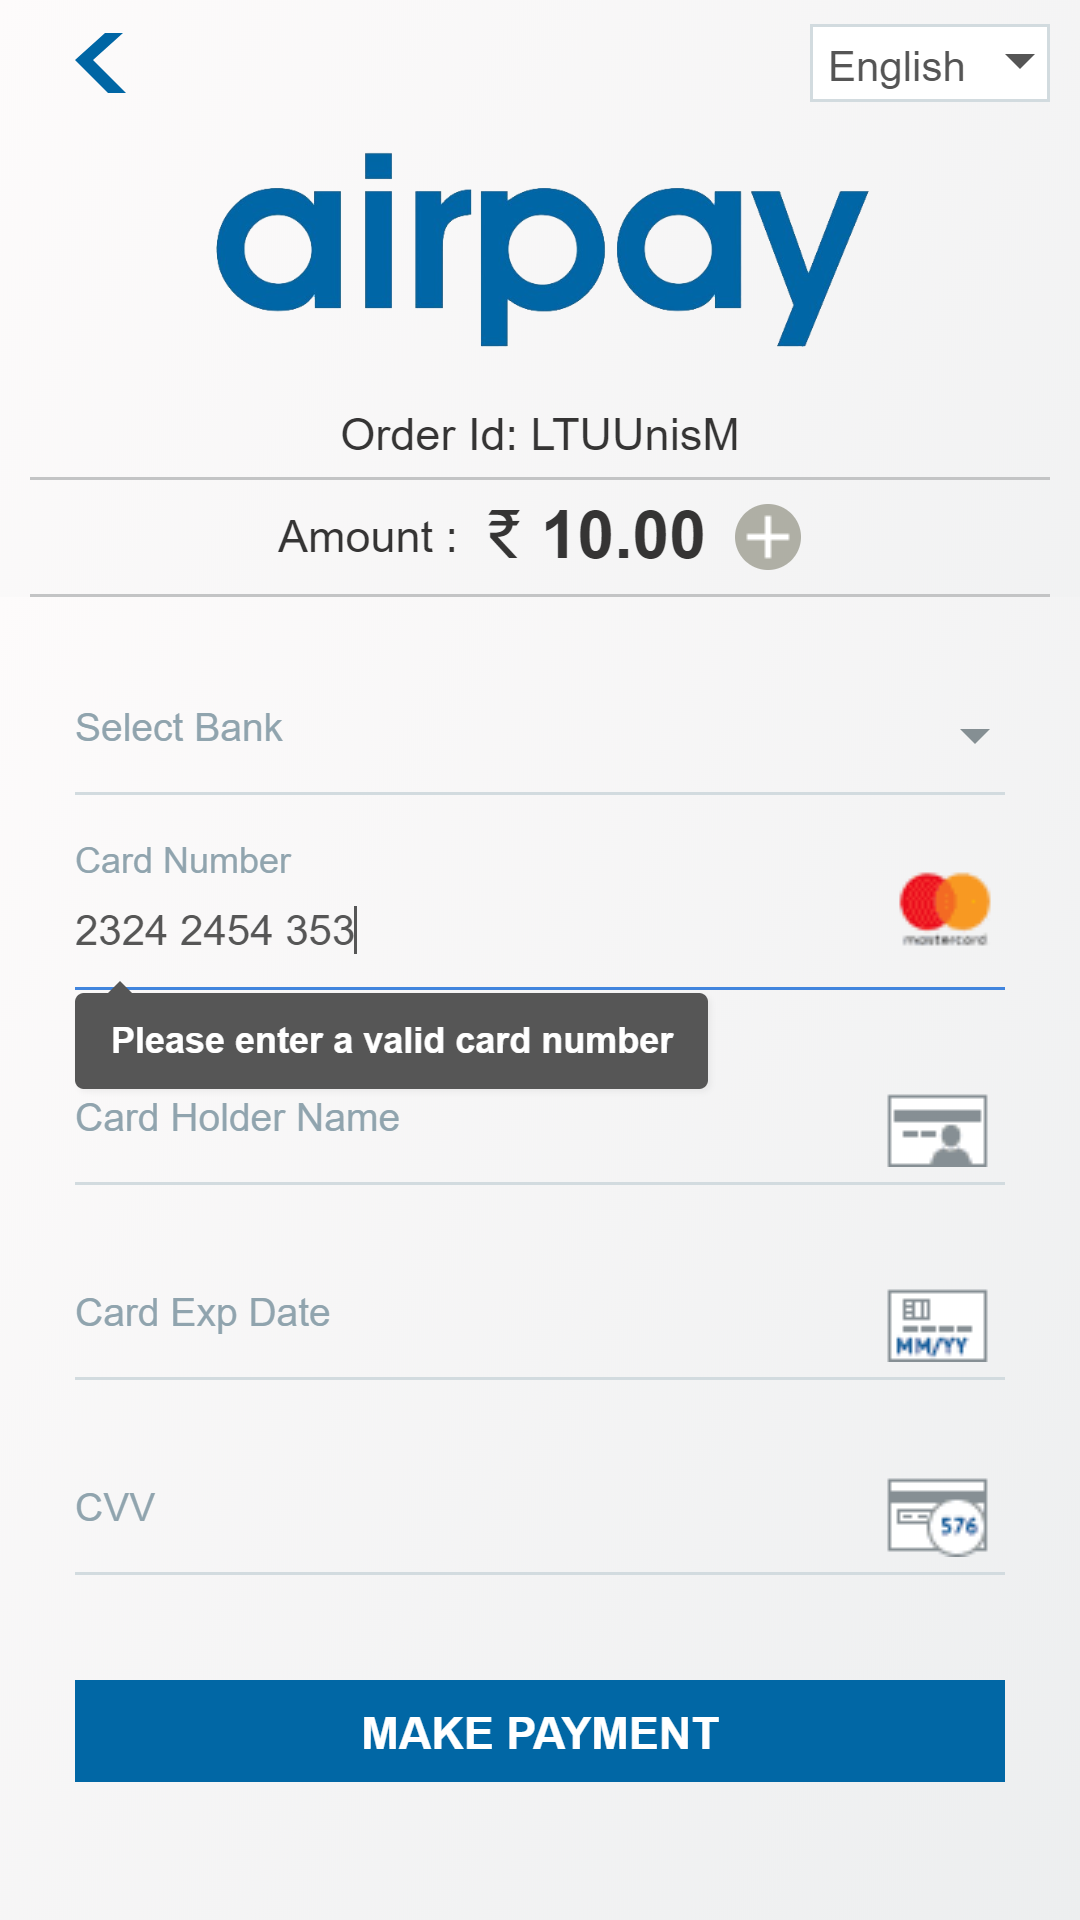 English
airpay
Order Id: LTUUnisM
Amount : ₹ 10.00
Select Bank
Card Number
2324 2454 353
mastercard
Please enter a valid card number
Card Holder Name
Card Exp Date
MM/YY
CVV
576
MAKE PAYMENT